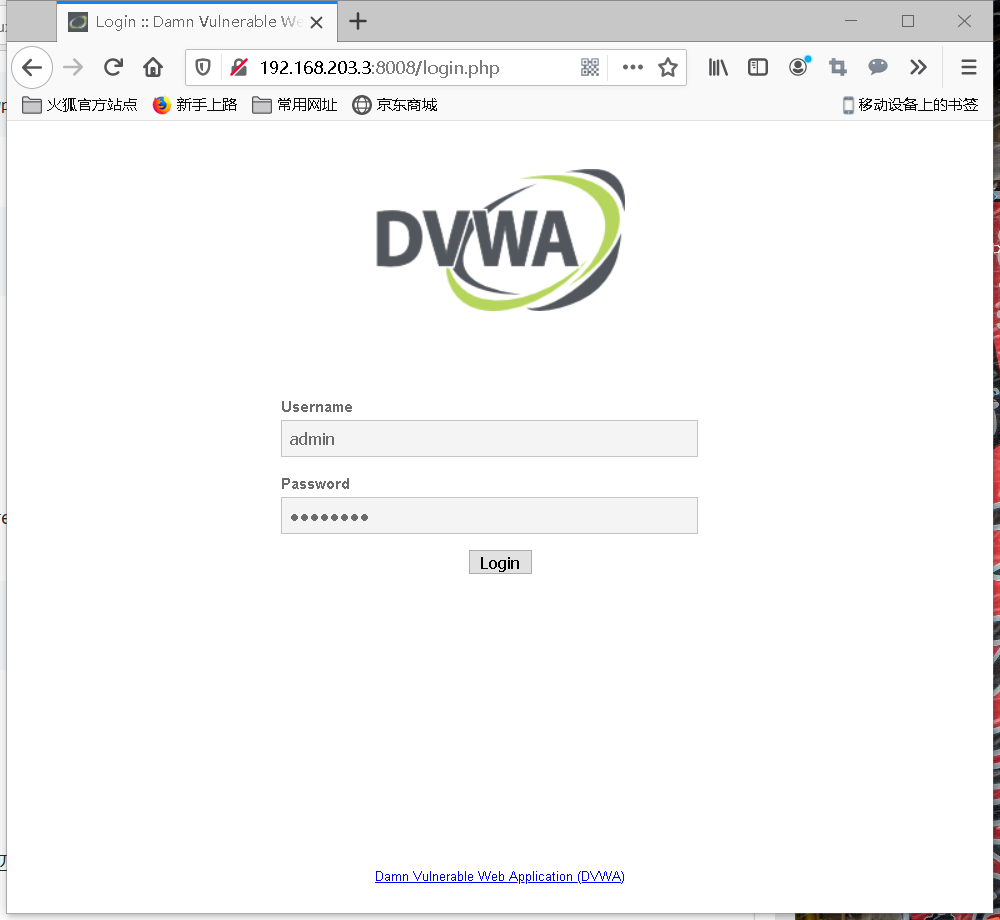 Login :: Damn Vulnerable We
192.168.203.3:8008/login.php
火狐官方站点 新手上路 常用网址 京东商城 移动设备上的书签
DVWA
Username
admin
Password
Login
Damn Vulnerable Web Application (DVWA)